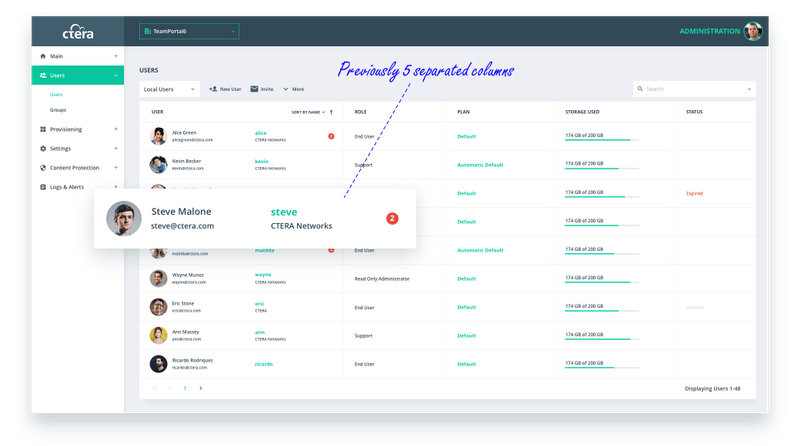 ctera
TeamPortal6
ADMINISTRATION
Main
Users
Users
Groups
Provisioning
Settings
Content Protection
Logs & Alerts
USERS
Previously 5 separated columns
Local Users
New User
Invite
More
Search
USER
SORT BY NAME
ROLE
PLAN
STORAGE USED
STATUS
Alice Green
alicegreen@ctera.com
alice
CTERA Networks
2
End User
Default
174 GB of 200 GB
Kevin Becker
kevin@ctera.com
kevin
CTERA Networks
Support
Automatic Default
174 GB of 200 GB
Default
174 GB of 200 GB
Expired
Steve Malone
steve@ctera.com
steve
CTERA Networks
2
Default
174 GB of 200 GB
matilda@ctera.com
matilda
CTERA Networks
End User
Automatic Default
174 GB of 200 GB
Wayne Munoz
wayne@ctera.com
wayne
CTERA Networks
Read Only Administrator
Default
174 GB of 200 GB
Eric Stone
eric@ctera.com
eric
CTERA
End User
Default
174 GB of 200 GB
Ann Massey
ann@ctera.com
ann
CTERA Networks
Support
Default
174 GB of 200 GB
Ricardo Rodriquez
ricardo@ctera.com
ricardo
End User
Default
174 GB of 200 GB
1
Displaying Users 1-48